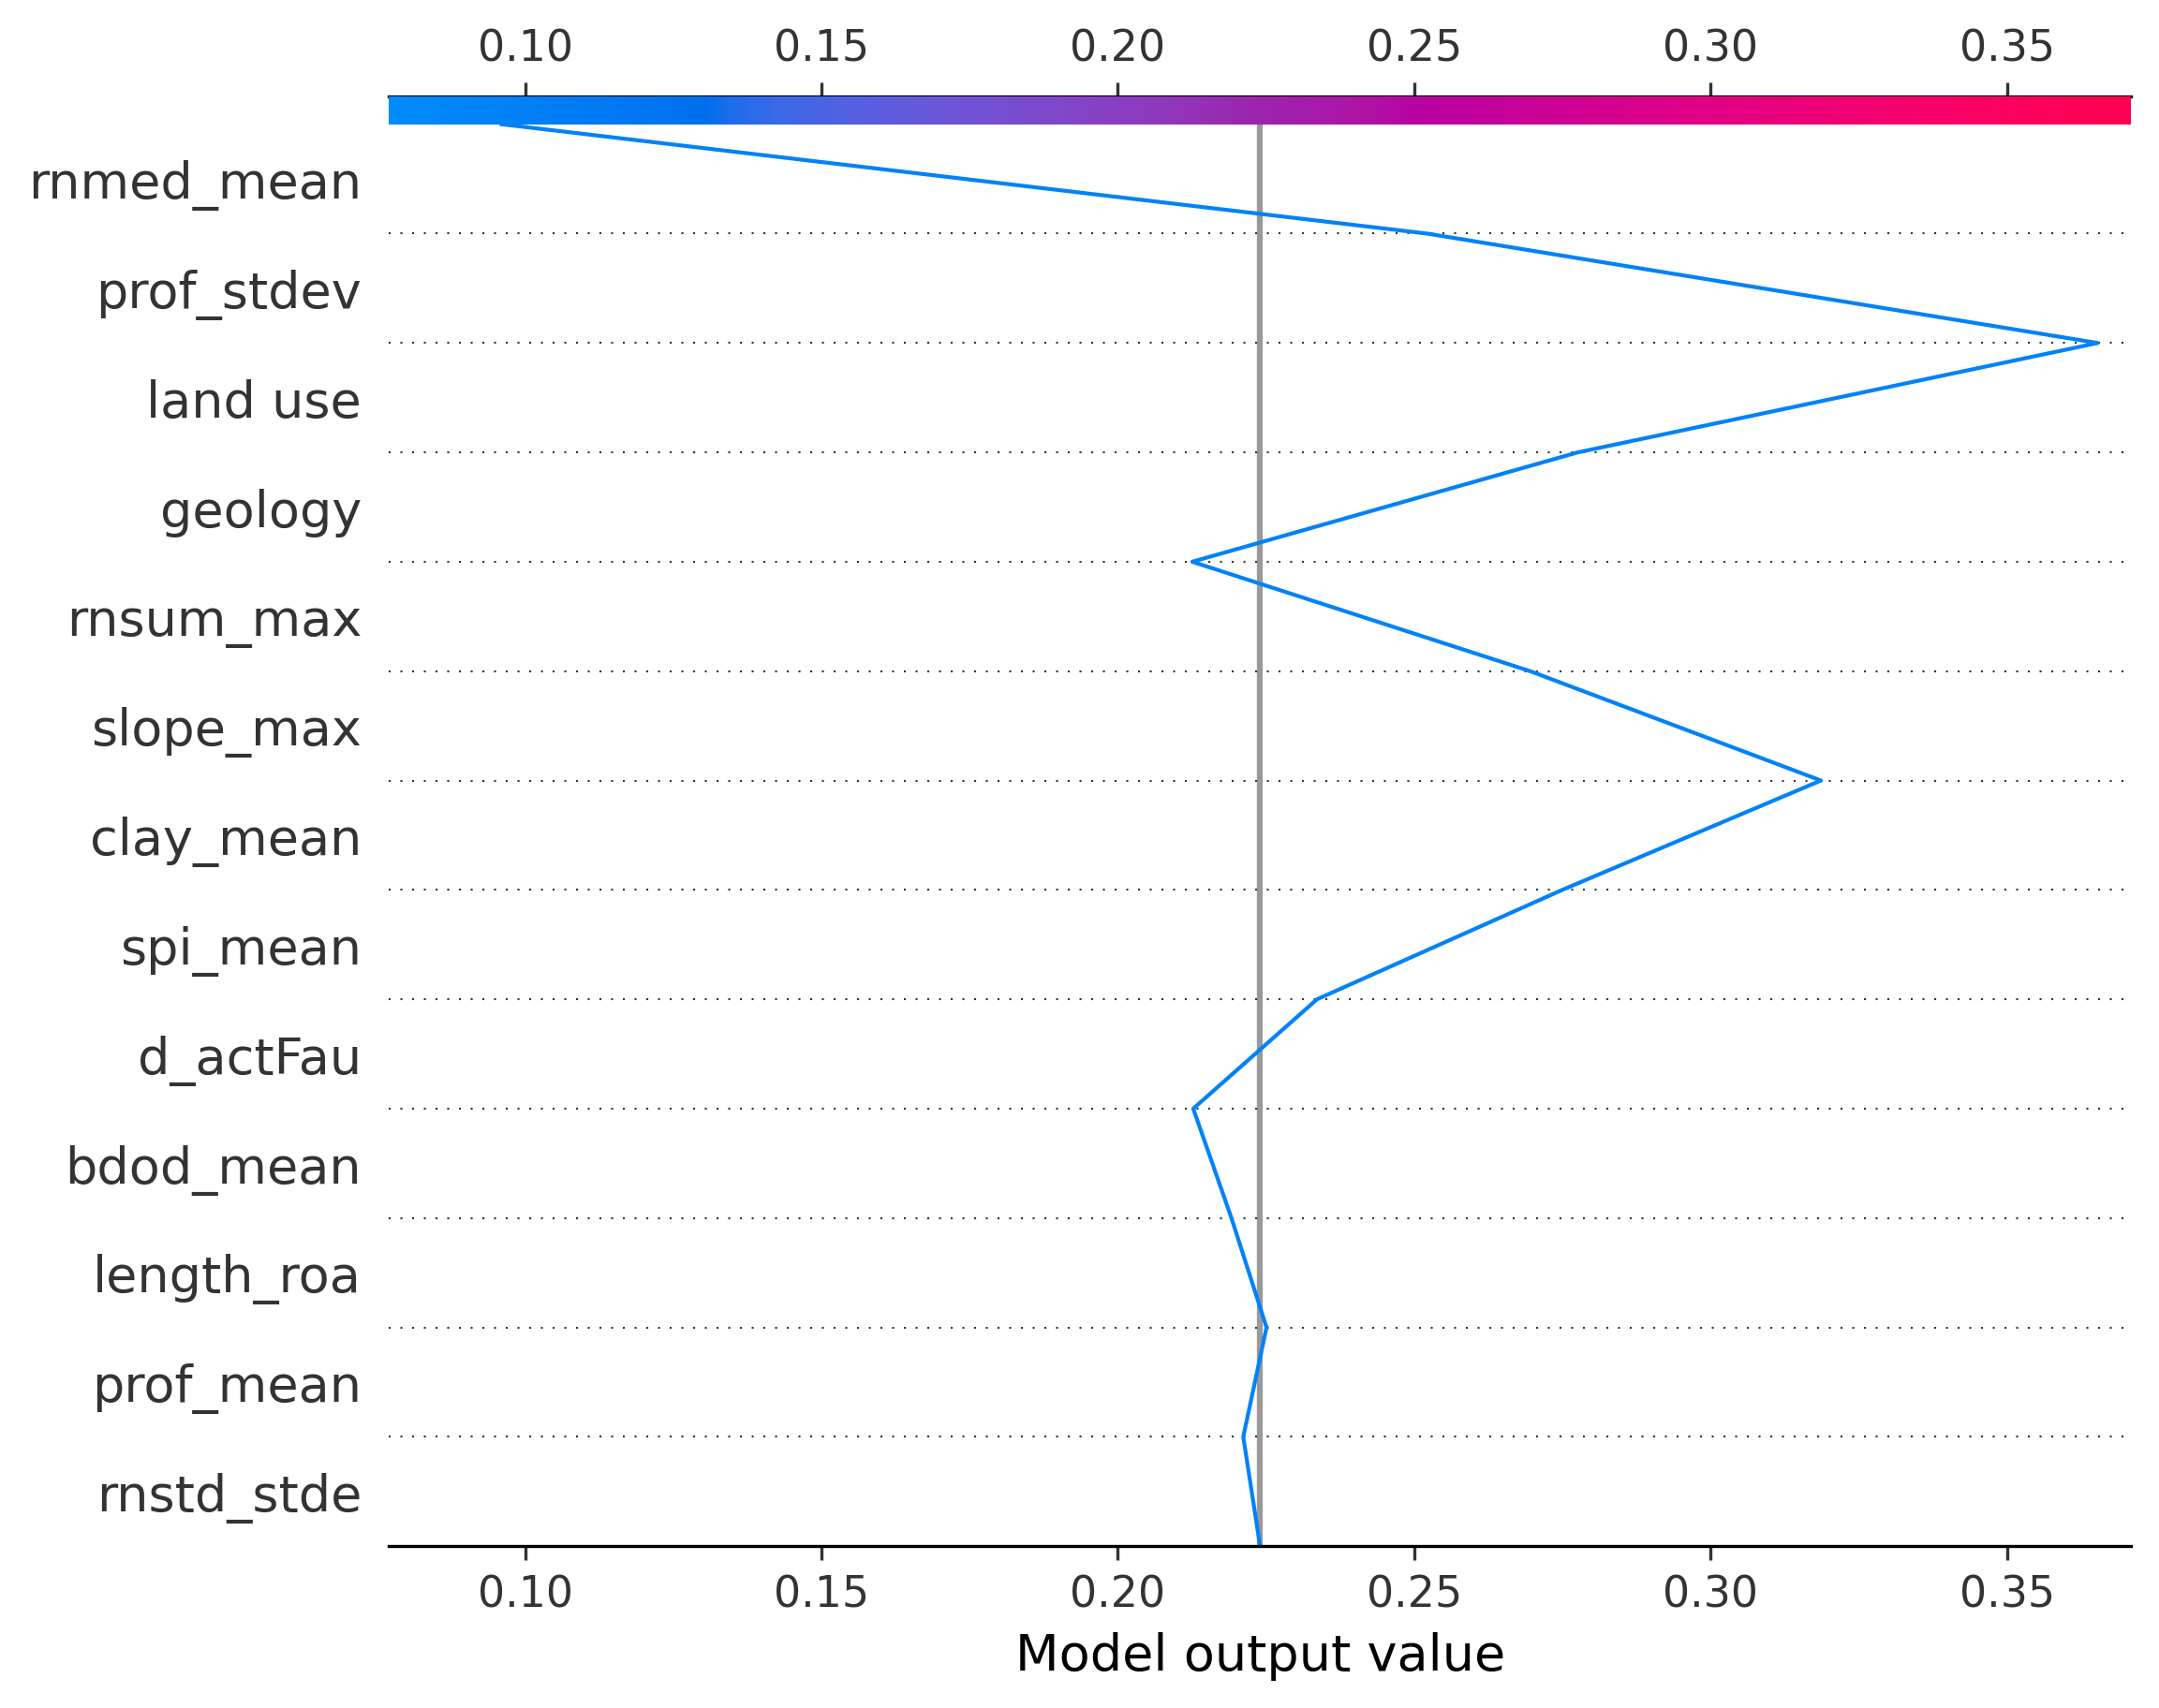 0.10 0.15 0.20 0.25 0.30 0.35
rnmed_mean
prof_stdev
land use
geology
rnsum_max
slope_max
clay_mean
spi_mean
d_actFau
bdod_mean
length_roa
prof_mean
rnstd_stde
0.10 0.15 0.20 0.25 0.30 0.35
Model output value